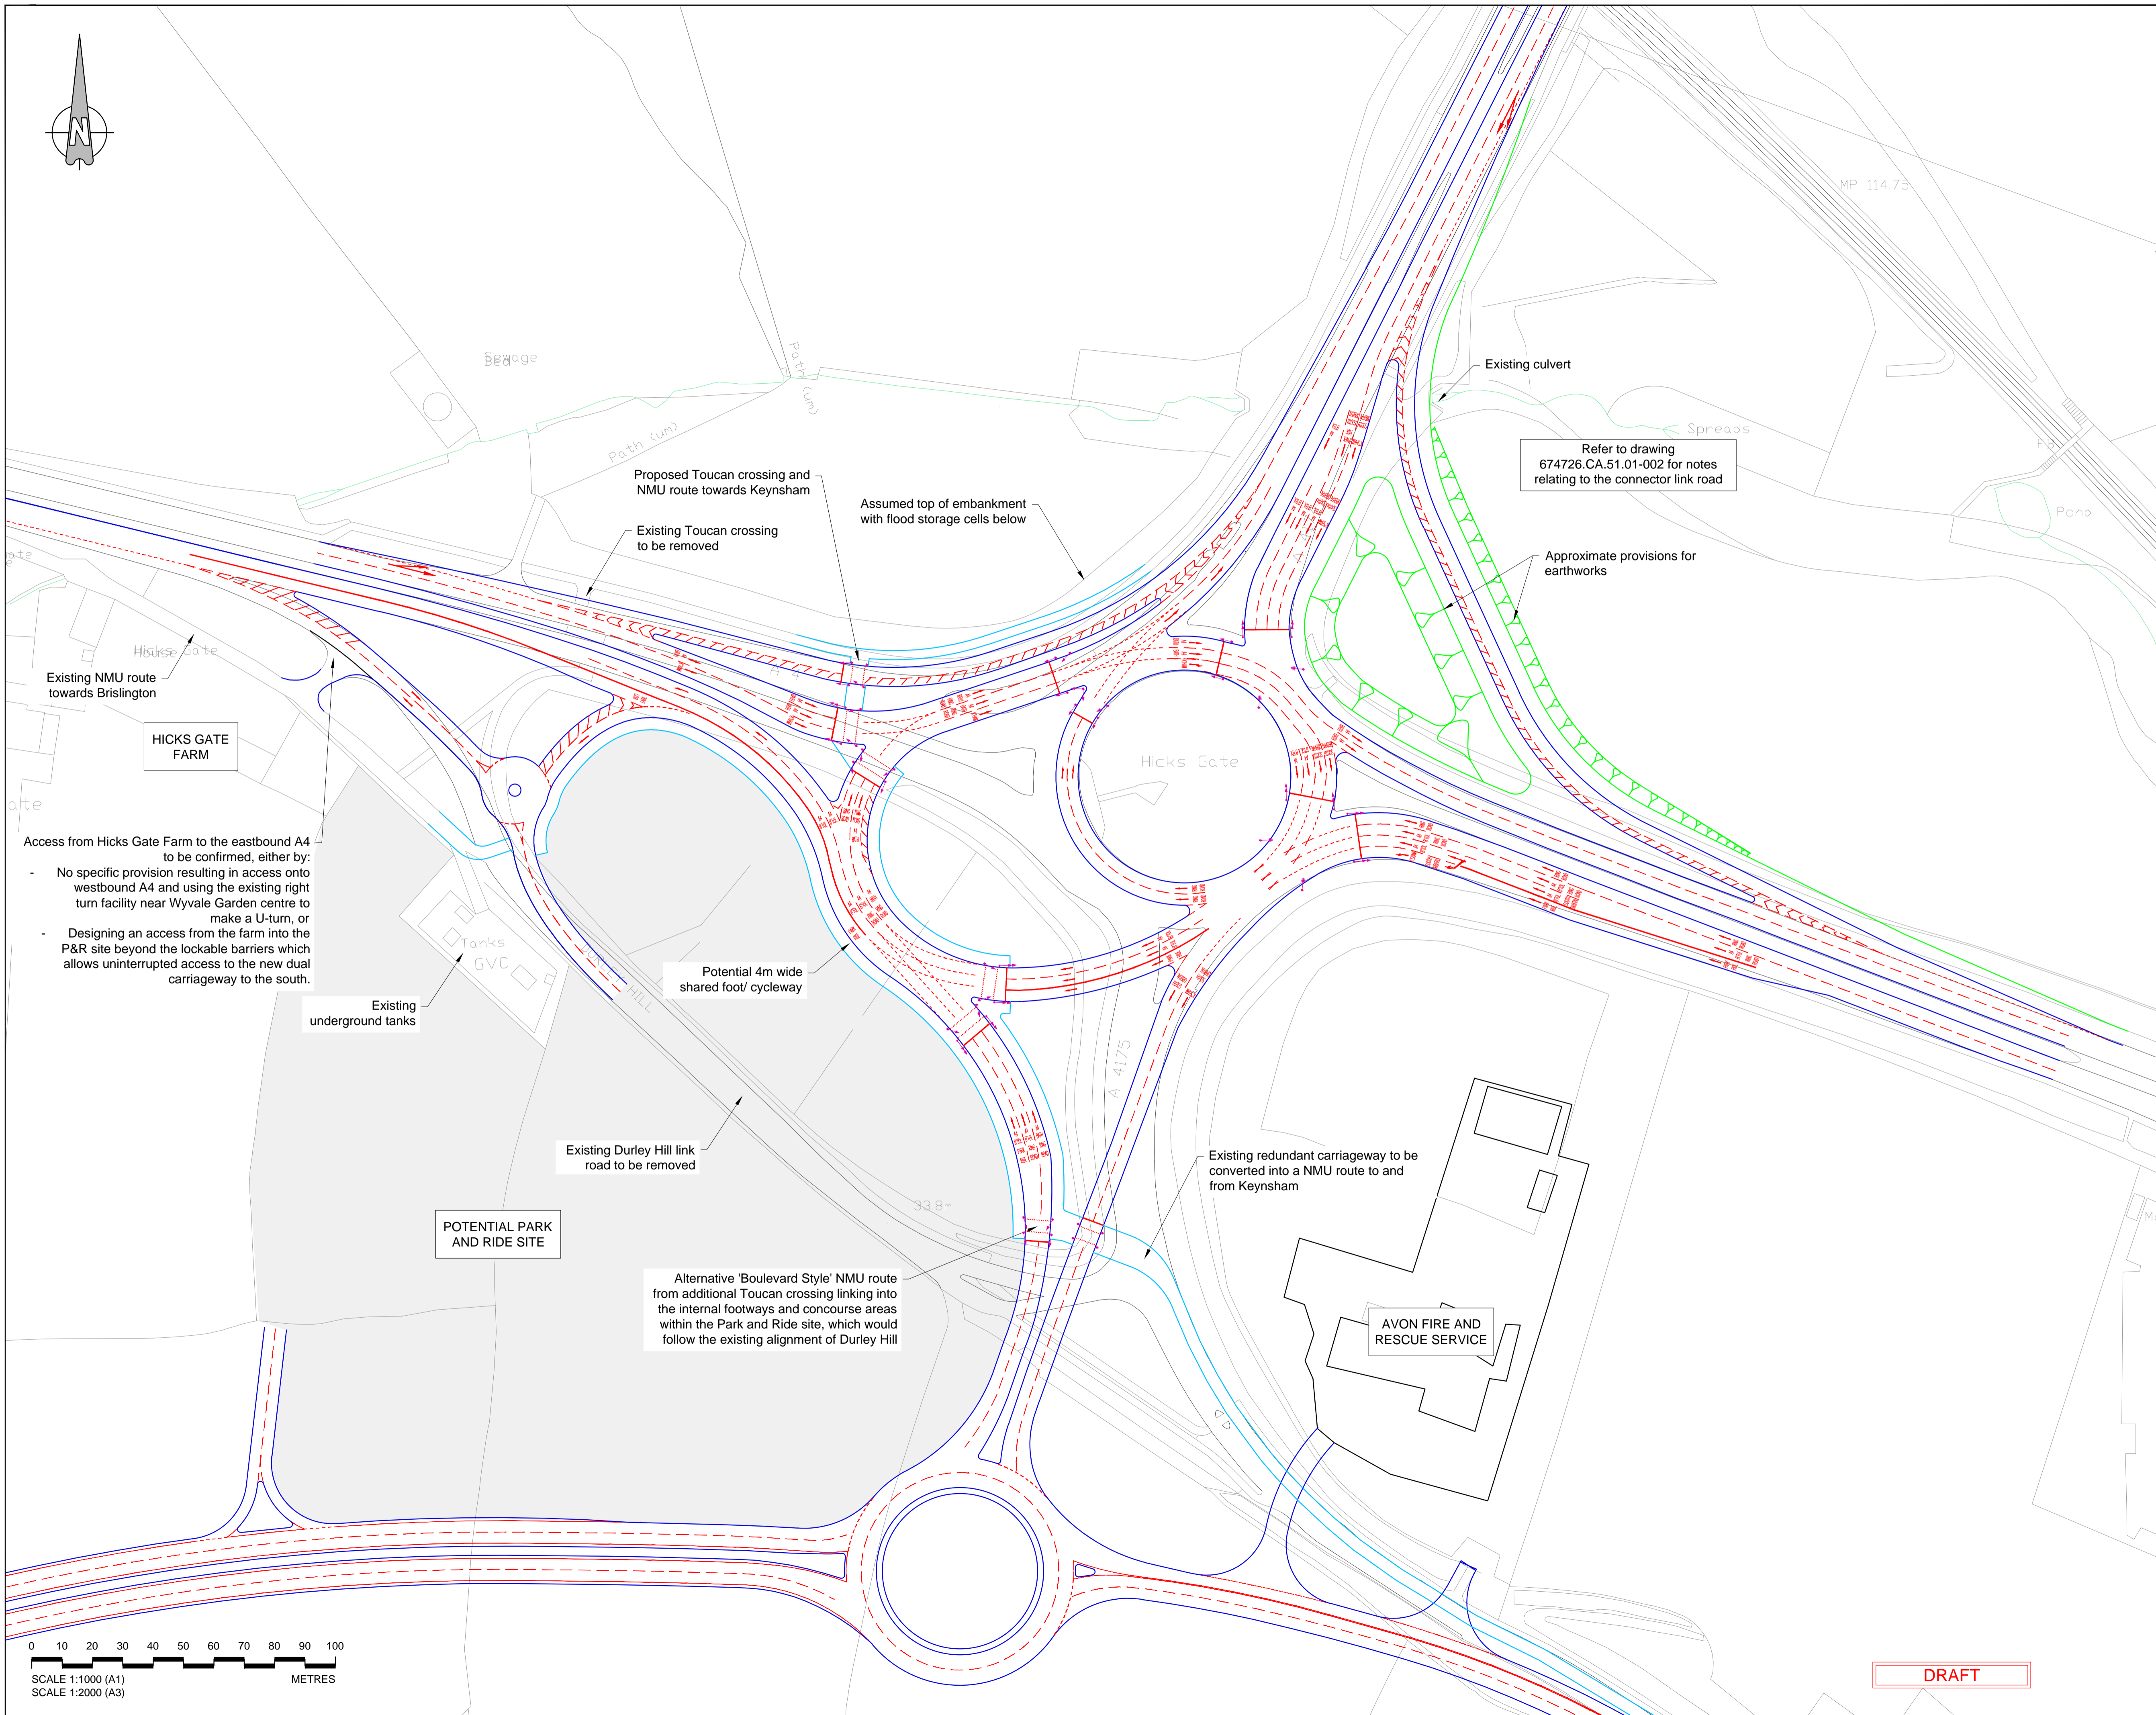 N
MP 114.75
Sewage
Bed
Path (um)
Path (um)
Existing culvert
Spreads
FB
Refer to drawing
674726.CA.51.01-002 for notes
relating to the connector link road
Pond
Proposed Toucan crossing and
NMU route towards Keynsham
Assumed top of embankment
with flood storage cells below
Existing Toucan crossing
to be removed
Approximate provisions for
earthworks
Hicks Gate
House
Existing NMU route
towards Brislington
A 4
HICKS GATE
FARM
Hicks Gate
Access from Hicks Gate Farm to the eastbound A4
to be confirmed, either by:
- No specific provision resulting in access onto
westbound A4 and using the existing right
turn facility near Wyvale Garden centre to
make a U-turn, or
- Designing an access from the farm into the
P&R site beyond the lockable barriers which
allows uninterrupted access to the new dual
carriageway to the south.
Tanks
GVC
Potential 4m wide
shared foot/ cycleway
HILL
Existing
underground tanks
A 4175
Existing Durley Hill link
road to be removed
Existing redundant carriageway to be
converted into a NMU route to and
from Keynsham
33.8m
POTENTIAL PARK
AND RIDE SITE
Alternative 'Boulevard Style' NMU route
from additional Toucan crossing linking into
the internal footways and concourse areas
within the Park and Ride site, which would
follow the existing alignment of Durley Hill
AVON FIRE AND
RESCUE SERVICE
0 10 20 30 40 50 60 70 80 90 100
SCALE 1:1000 (A1) METRES
SCALE 1:2000 (A3)
DRAFT